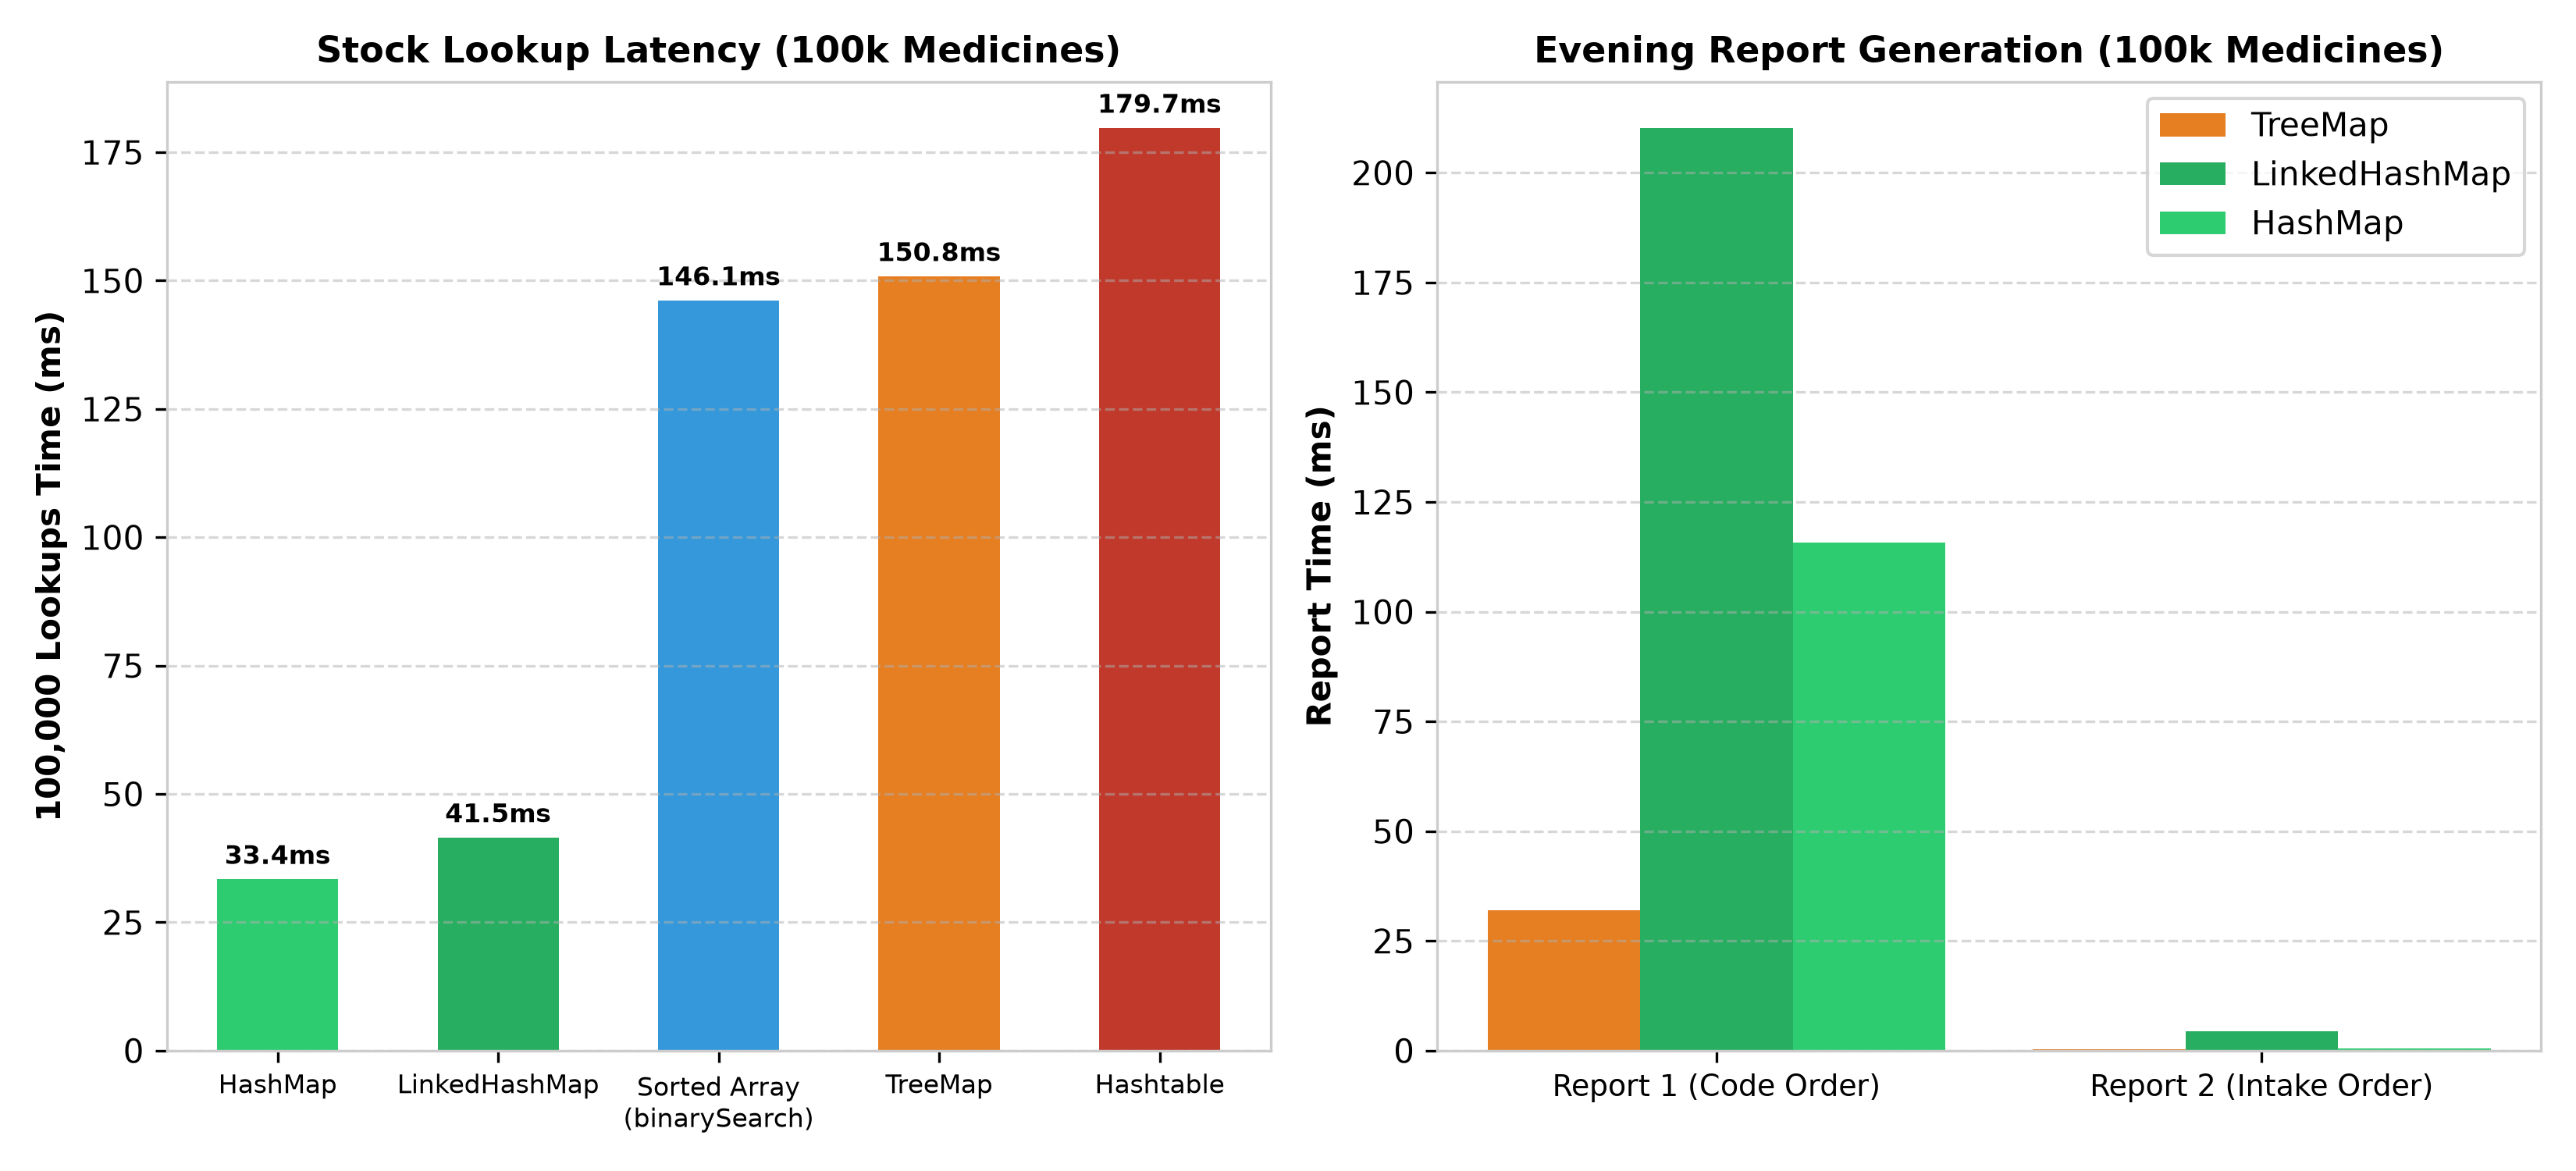 Stock Lookup Latency (100k Medicines)
100,000 Lookups Time (ms)
175
150
125
100
75
50
25
0
33.4ms
41.5ms
146.1ms
150.8ms
179.7ms
HashMap
LinkedHashMap
Sorted Array
(binarySearch)
TreeMap
Hashtable
Evening Report Generation (100k Medicines)
Report Time (ms)
200
175
150
125
100
75
50
25
0
TreeMap
LinkedHashMap
HashMap
Report 1 (Code Order)
Report 2 (Intake Order)